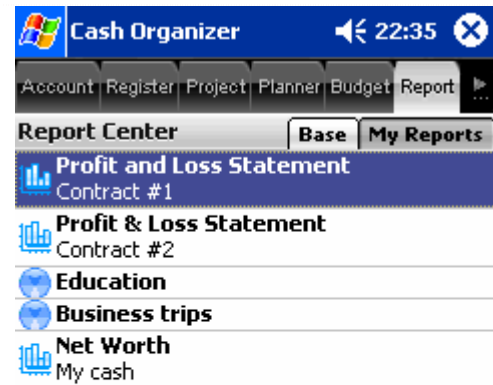 Cash Organizer 22:35
Account Register Project Planner Budget Report
Report Center Base My Reports
Profit and Loss Statement
Contract #1
Profit & Loss Statement
Contract #2
Education
Business trips
Net Worth
My cash